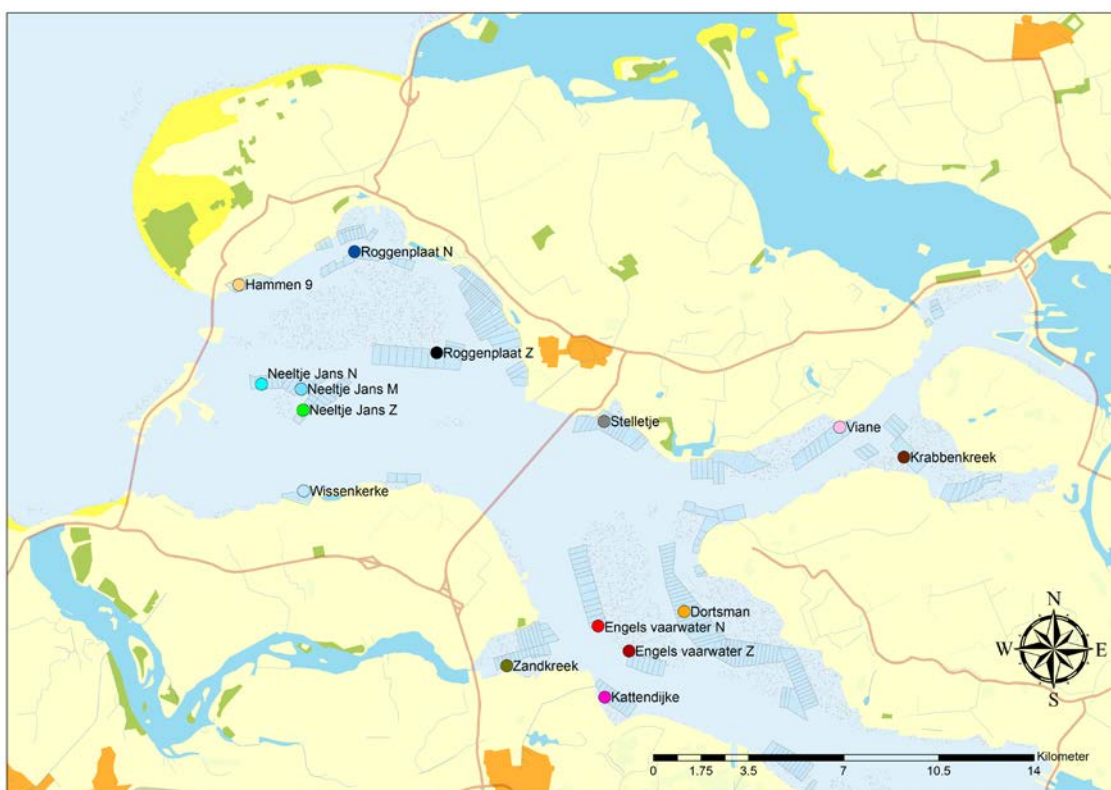 Roggenplaat N
Hammen 9
Roggenplaat Z
Neeltje Jans N
Neeltje Jans M
Neeltje Jans Z
Stelletje
Viane
Krabbenkreek
Wissenkerke
Dortsman
Engels vaarwater N
Engels vaarwater Z
Zandkreek
Kattendijke
N
W E
S
Kilometer
0 1.75 3.5 7 10.5 14